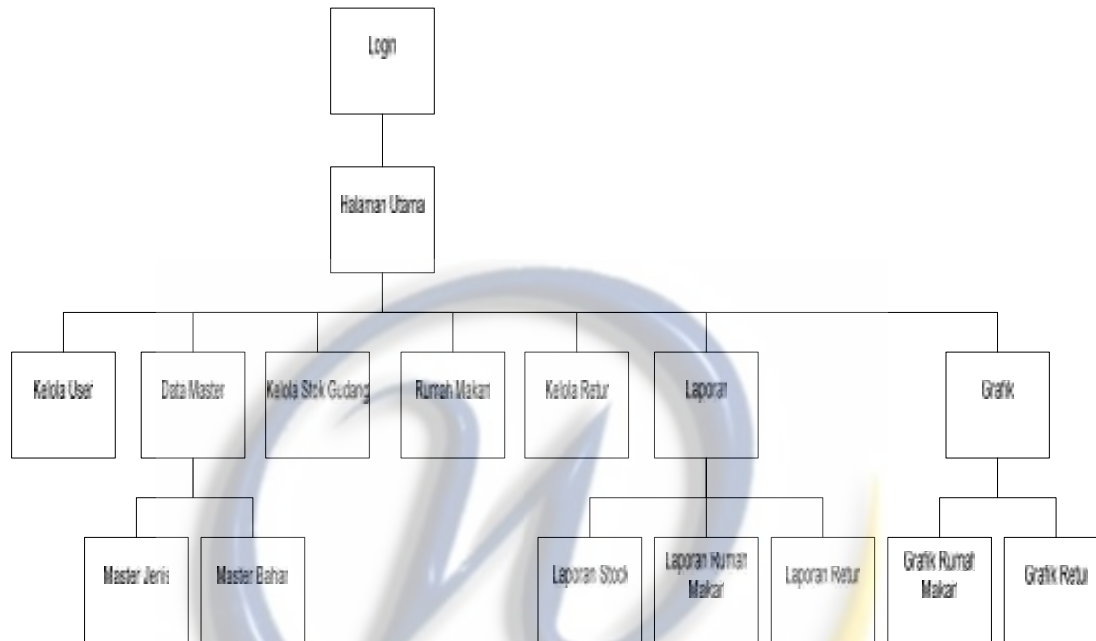 Login
Halaman Utama
Kelola User
Data Master
Kelola Stok Gudang
Rumah Makan
Kelola Retur
Laporan
Grafik
Master Jenis
Master Bahan
Laporan Stock
Laporan Rumah
Makan
Laporan Retur
Grafik Rumah
Makan
Grafik Retur